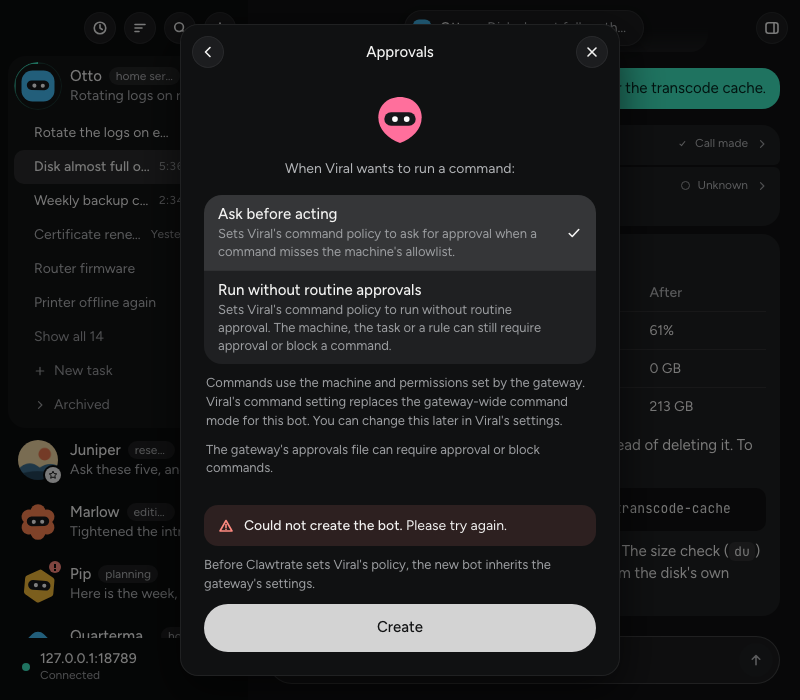 Approvals
When Viral wants to run a command:
Ask before acting
Sets Viral's command policy to ask for approval when a
command misses the machine's allowlist.
Run without routine approvals
Sets Viral's command policy to run without routine
approval. The machine, the task or a rule can still require
approval or block a command.
Commands use the machine and permissions set by the gateway.
Viral's command setting replaces the gateway-wide command
mode for this bot. You can change this later in Viral's settings.
The gateway's approvals file can require approval or block
commands.
Could not create the bot. Please try again.
Before Clawtrate sets Viral's policy, the new bot inherits the
gateway's settings.
Create
Otto
home ser...
Rotating logs on
Rotate the logs on e...
Disk almost full o...
Weekly backup c...
Certificate rene...
Router firmware
Printer offline again
Show all 14
New task
Archived
Juniper
rese...
Ask these five, an
Marlow
editi...
Tightened the
Pip
planning
Here is the week,
127.0.0.1:18789
Connected
the transcode cache.
Call made
Unknown
After
61%
0 GB
213 GB
of deleting it. To
transcode-cache
The size check ( du )
the disk's own